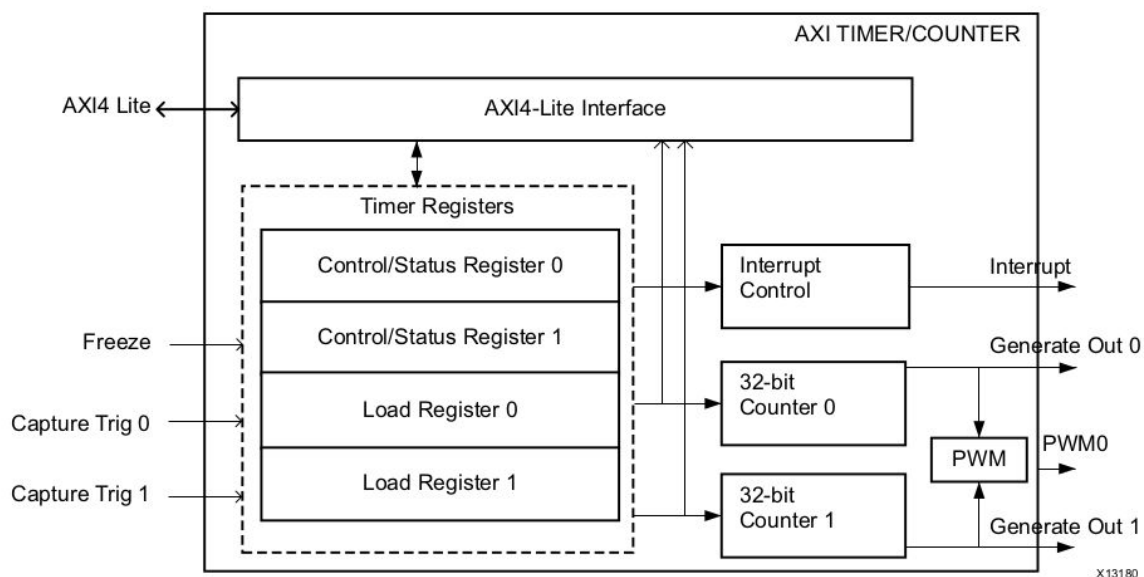 AXI TIMER/COUNTER
AXI4 Lite
AXI4-Lite Interface
Timer Registers
Control/Status Register 0
Control/Status Register 1
Load Register 0
Load Register 1
Freeze
Capture Trig 0
Capture Trig 1
Interrupt
Control
32-bit
Counter 0
32-bit
Counter 1
PWM
Interrupt
Generate Out 0
PWM0
Generate Out 1
X13180